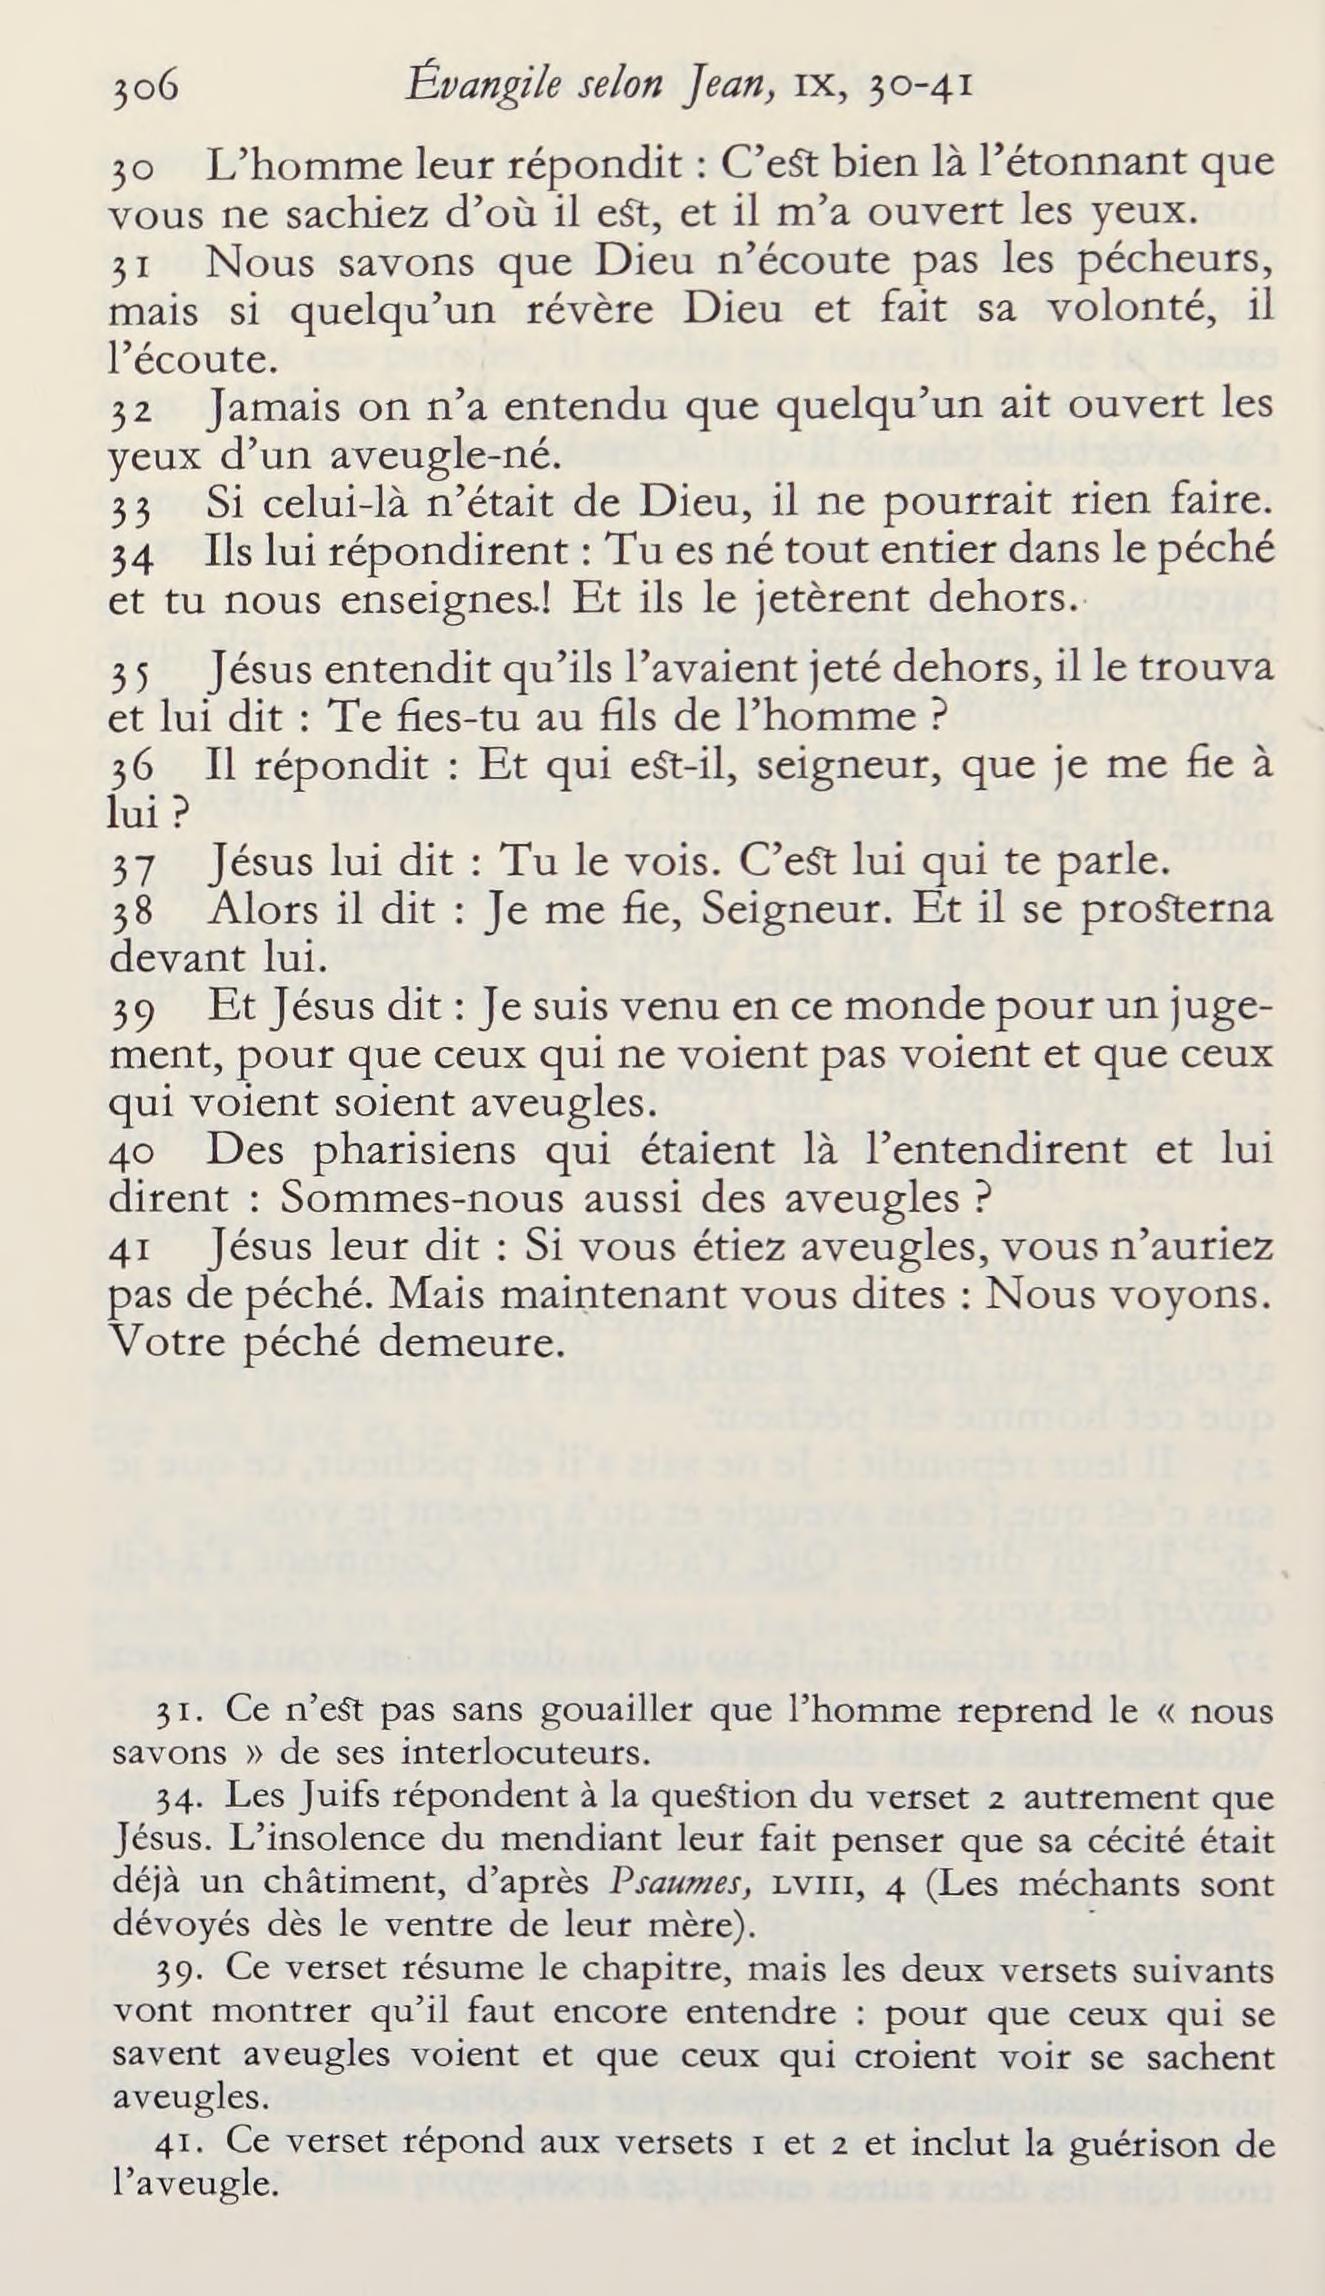 306 Évangile selon Jean, IX, 30-41
30 L'homme leur répondit : C'est bien là l'étonnant que
vous ne sachiez d'où il est, et il m'a ouvert les yeux.
31 Nous savons que Dieu n'écoute pas les pécheurs,
mais si quelqu'un révère Dieu et fait sa volonté, il
l'écoute.
32 Jamais on n'a entendu que quelqu'un ait ouvert les
yeux d'un aveugle-né.
33 Si celui-là n'était de Dieu, il ne pourrait rien faire.
34 Ils lui répondirent : Tu es né tout entier dans le péché
et tu nous enseignes.! Et ils le jetèrent dehors.
35 Jésus entendit qu'ils l'avaient jeté dehors, il le trouva
et lui dit : Te fies-tu au fils de l'homme ?
36 Il répondit : Et qui est-il, seigneur, que je me fie à
lui ?
37 Jésus lui dit : Tu le vois. C'est lui qui te parle.
38 Alors il dit : Je me fie, Seigneur. Et il se prosterna
devant lui.
39 Et Jésus dit : Je suis venu en ce monde pour un juge-
ment, pour que ceux qui ne voient pas voient et que ceux
qui voient soient aveugles.
40 Des pharisiens qui étaient là l'entendirent et lui
dirent : Sommes-nous aussi des aveugles ?
41 Jésus leur dit : Si vous étiez aveugles, vous n'auriez
pas de péché. Mais maintenant vous dites : Nous voyons.
Votre péché demeure.
31. Ce n'est pas sans gouailler que l'homme reprend le « nous
savons » de ses interlocuteurs.
34. Les Juifs répondent à la question du verset 2 autrement que
Jésus. L'insolence du mendiant leur fait penser que sa cécité était
déjà un châtiment, d'après Psaumes, LVIII, 4 (Les méchants sont
dévoyés dès le ventre de leur mère).
39. Ce verset résume le chapitre, mais les deux versets suivants
vont montrer qu'il faut encore entendre : pour que ceux qui se
savent aveugles voient et que ceux qui croient voir se sachent
aveugles.
41. Ce verset répond aux versets 1 et 2 et inclut la guérison de
l'aveugle.